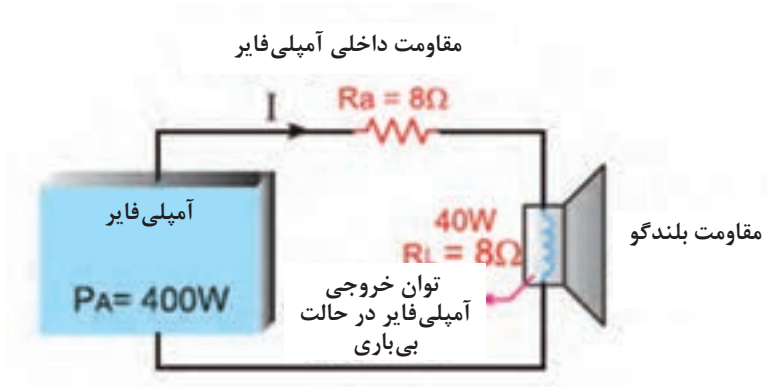 مقاومت داخلی آمپلی‌فایر
Ra = 8Ω
I
آمپلی‌فایر
PA= 400W
40W
RL = 8Ω
مقاومت بلندگو
توان خروجی
آمپلی‌فایر در حالت
بی‌باری